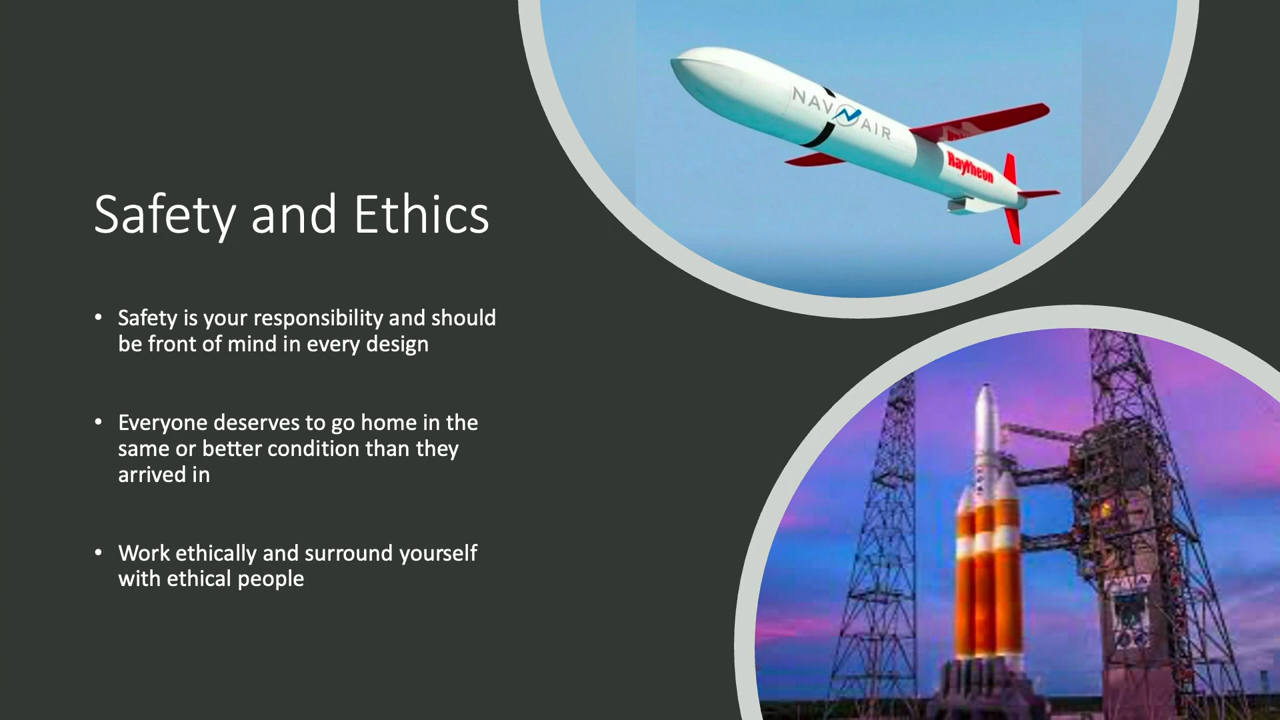 Safety and Ethics
• Safety is your responsibility and should
be front of mind in every design
• Everyone deserves to go home in the
same or better condition than they
arrived in
• Work ethically and surround yourself
with ethical people
NAV AIR
Raytheon